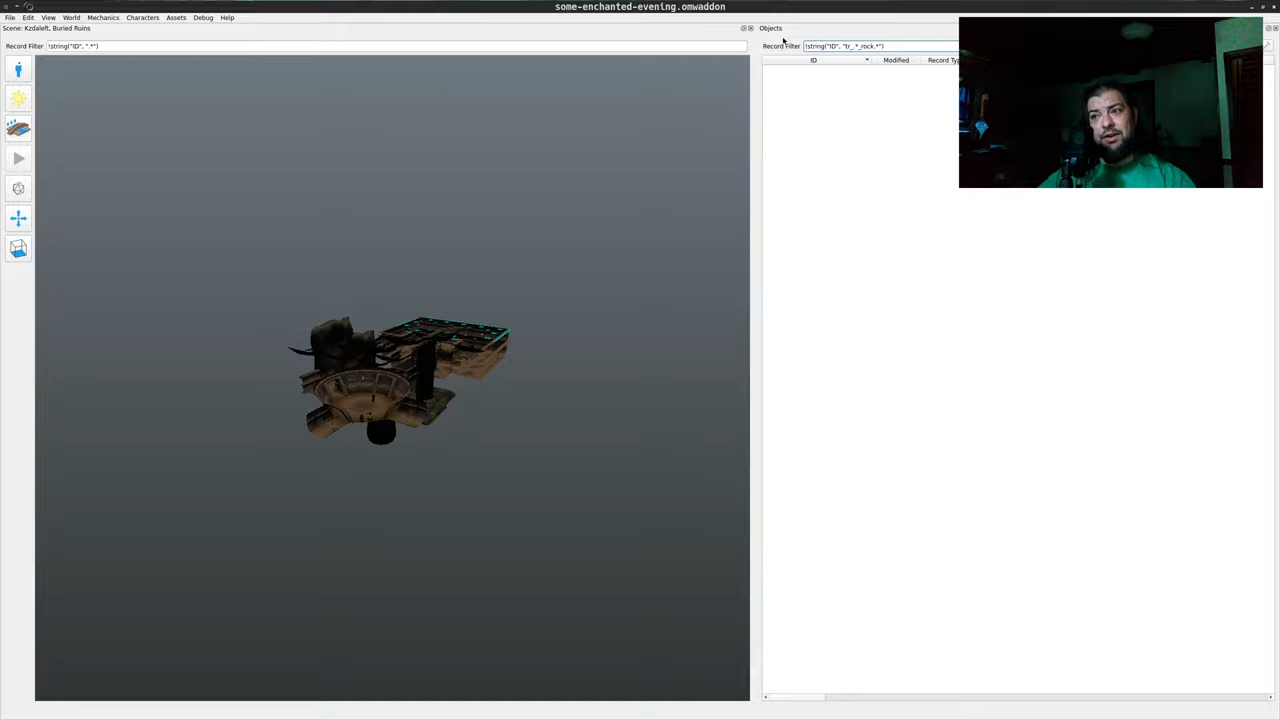 some-enchanted-evening.omwaddon
File Edit View World Mechanics Characters Assets Debug Help
Scene: Kzdaleft, Buried Ruins
Record Filter !string("ID", ".*")
Objects
Record Filter !string("ID", "tr_.*_rock.*")
ID Modified Record Typ